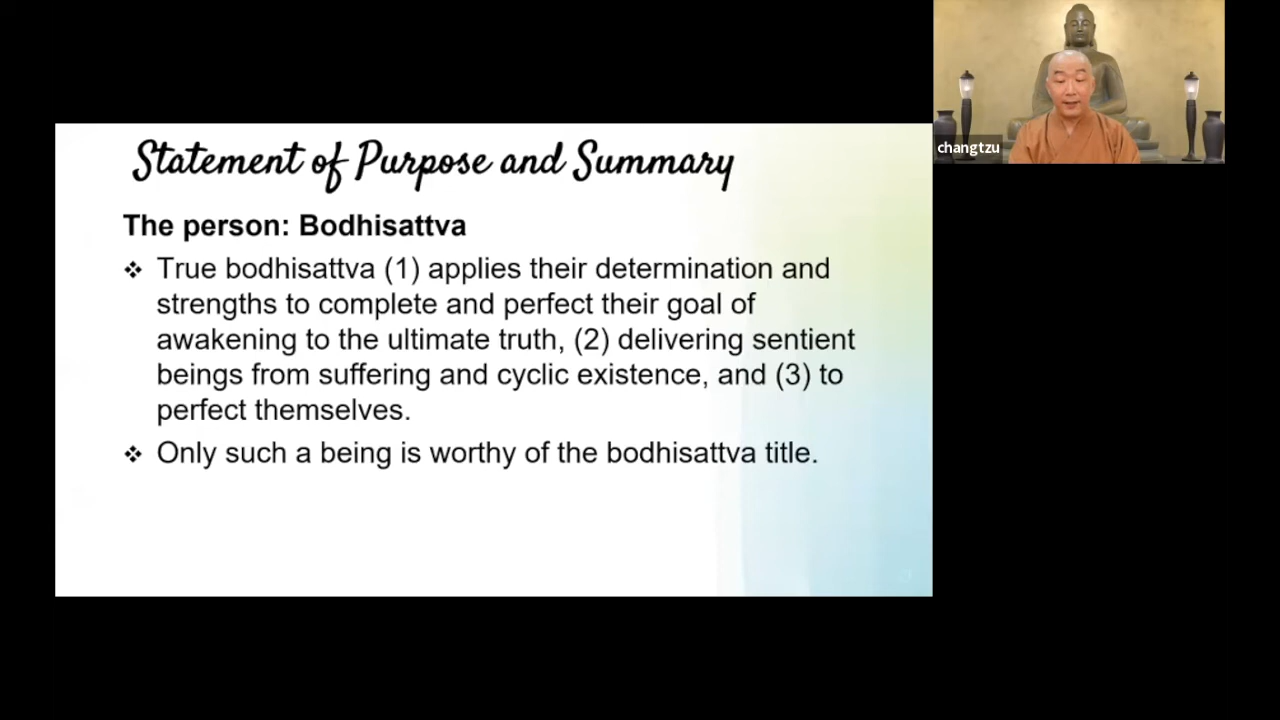 Statement of Purpose and Summary
The person: Bodhisattva
❖ True bodhisattva (1) applies their determination and
strengths to complete and perfect their goal of
awakening to the ultimate truth, (2) delivering sentient
beings from suffering and cyclic existence, and (3) to
perfect themselves.
❖ Only such a being is worthy of the bodhisattva title.
changtzu